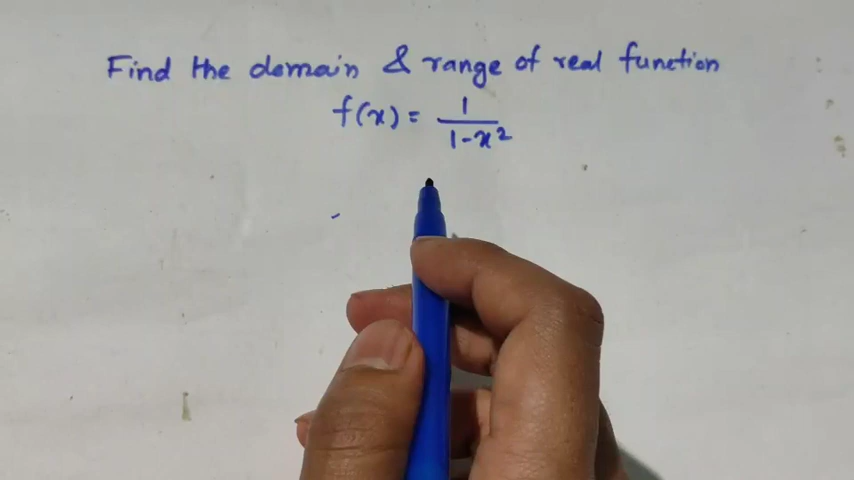 Find the domain & range of real function
f(x) = 1/(1-x²)